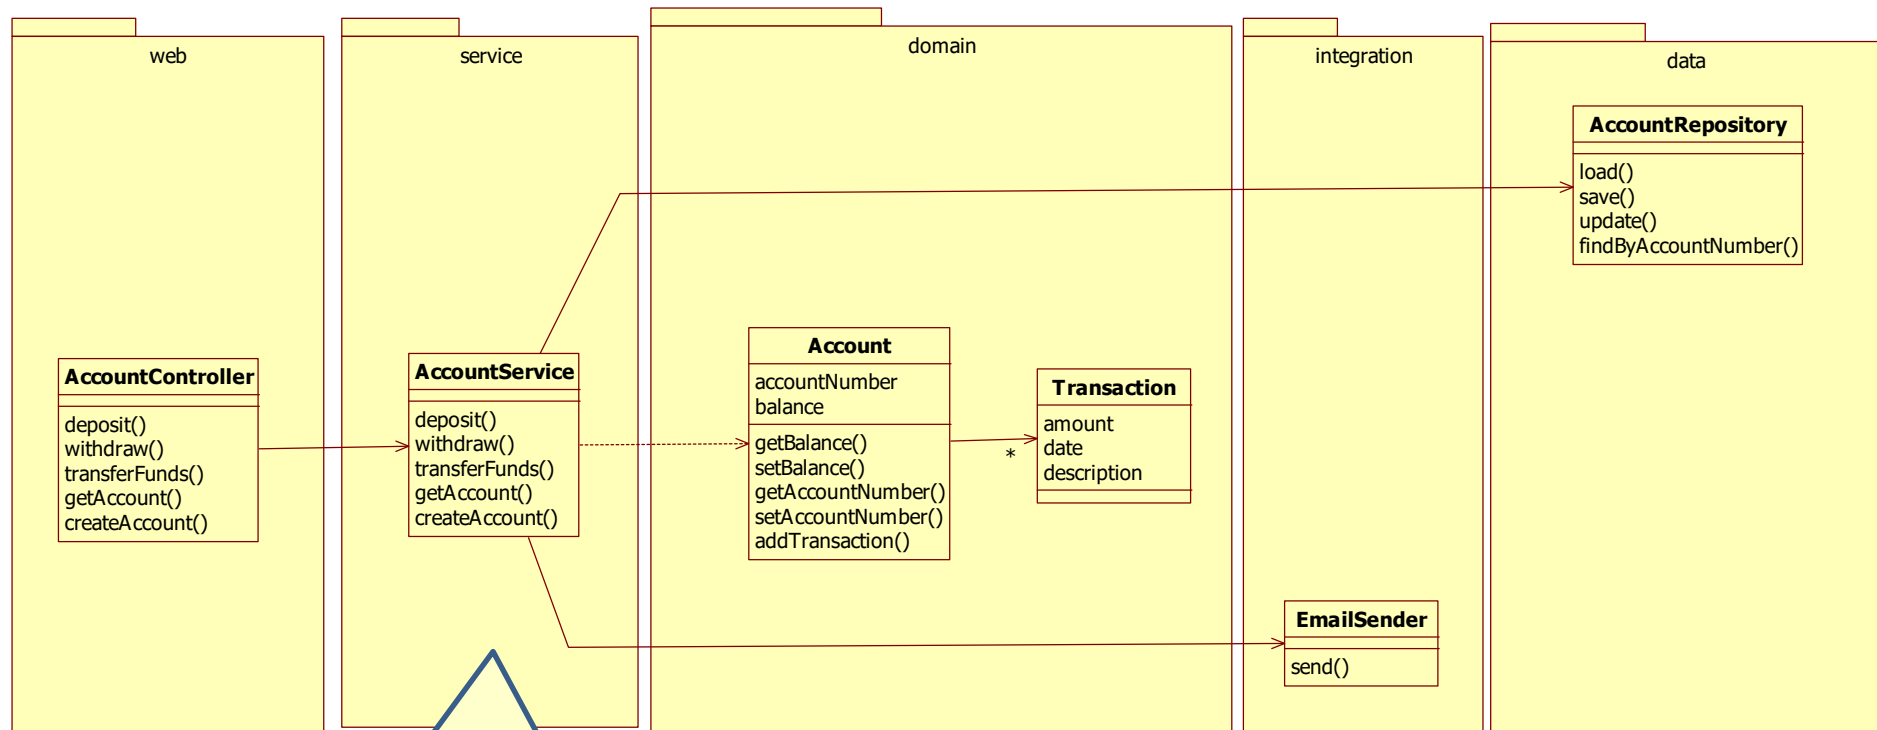 web
service
domain
integration
data
AccountController
deposit()
withdraw()
transferFunds()
getAccount()
createAccount()
AccountService
deposit()
withdraw()
transferFunds()
getAccount()
createAccount()
Account
accountNumber
balance
getBalance()
setBalance()
getAccountNumber()
setAccountNumber()
addTransaction()
*
Transaction
amount
date
description
EmailSender
send()
AccountRepository
load()
save()
update()
findByAccountNumber()